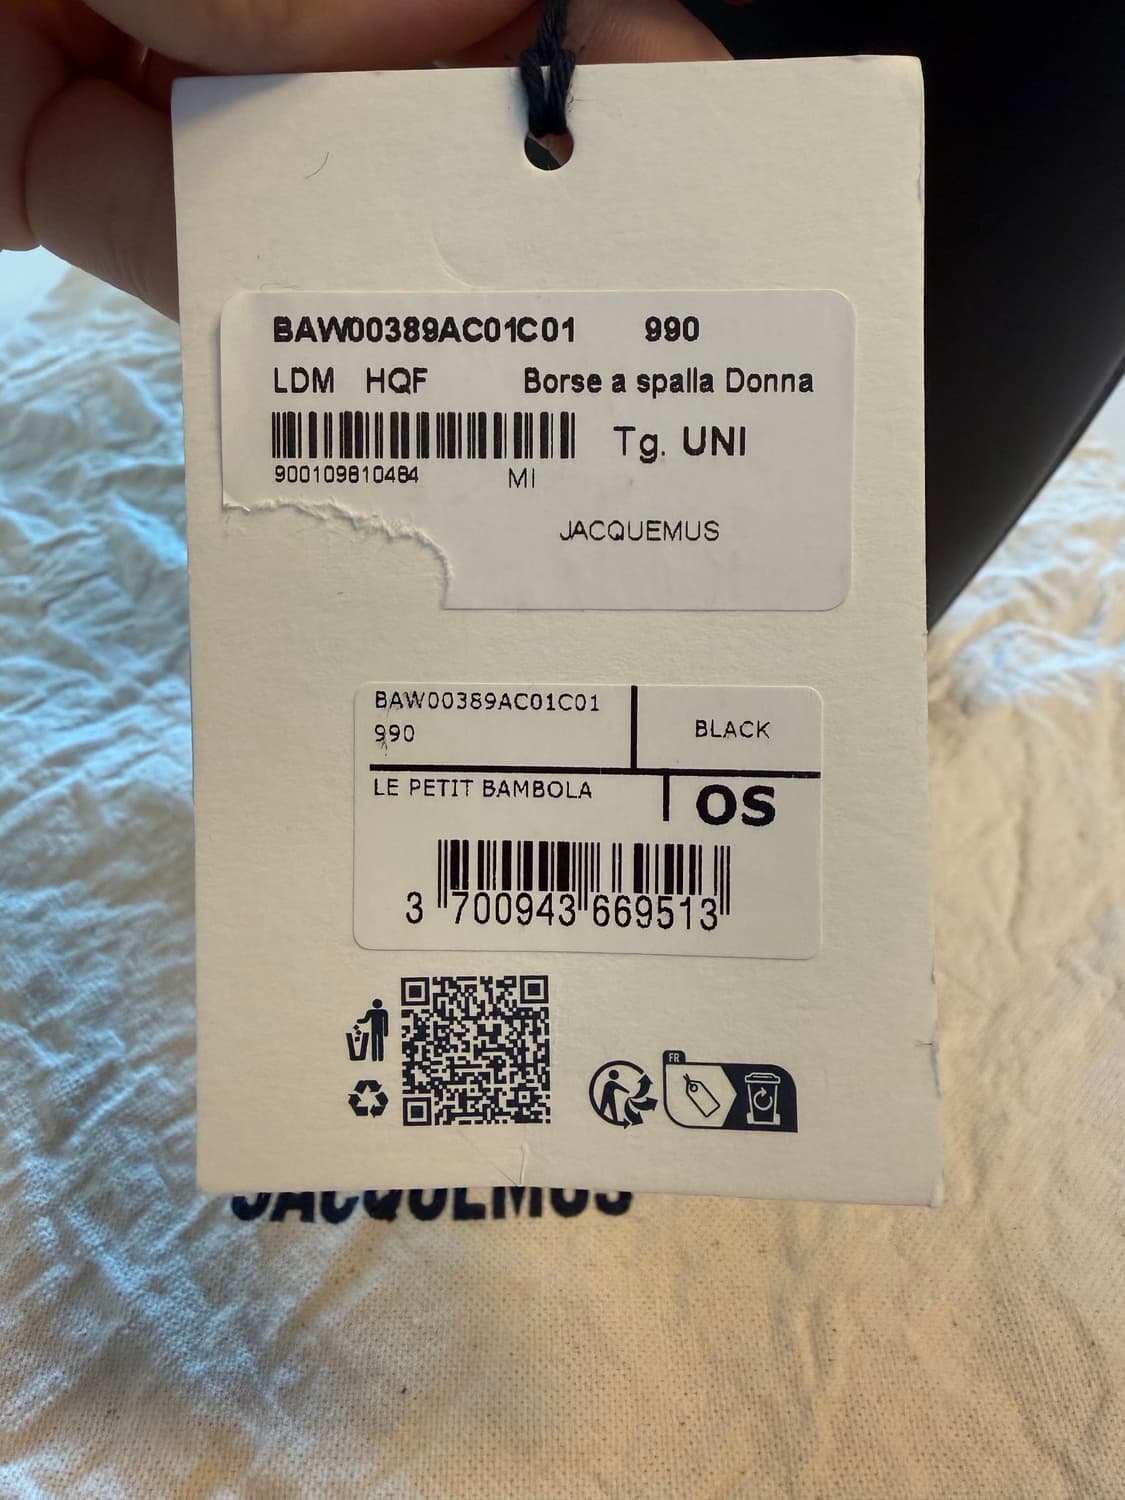 BAW00389AC01C01 990
LDM HQF Borse a spalla Donna
Tg. UNI
900109810484 MI
JACQUEMUS
BAW00389AC01C01
990
BLACK
LE PETIT BAMBOLA
OS
3 700943 669513
FR
JACQUEMUS